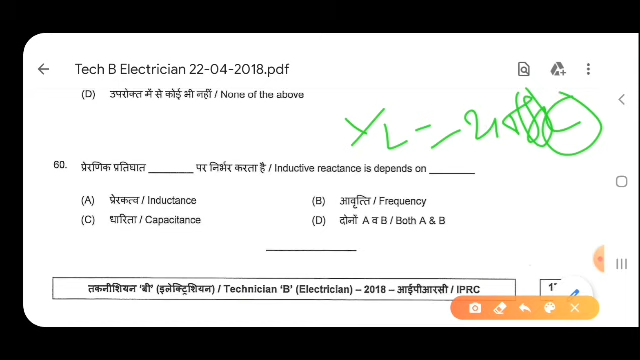 Tech B Electrician 22-04-2018.pdf
(D) उपरोक्त में से कोई भी नहीं / None of the above
60. प्रेरणिक प्रतिघात ________ पर निर्भर करता है / Inductive reactance is depends on ________
(A) प्रेरकत्व / Inductance (B) आवृत्ति / Frequency
(C) धारिता / Capacitance (D) दोनों A व B / Both A & B
तकनीशियन 'बी' (इलेक्ट्रिशियन) / Technician 'B' (Electrician) – 2018 – आईपीआरसी / IPRC